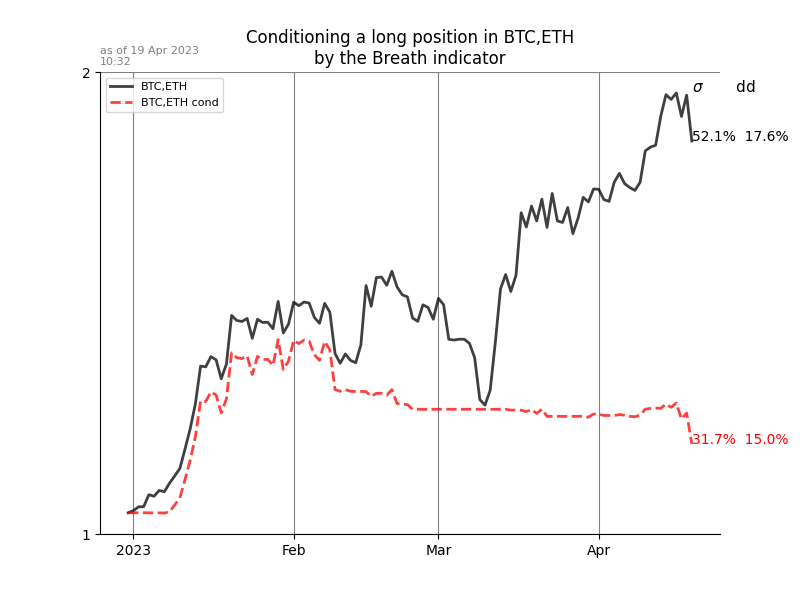 Conditioning a long position in BTC,ETH
by the Breath indicator
as of 19 Apr 2023
10:32
2
BTC,ETH
BTC,ETH cond
σ dd
52.1% 17.6%
31.7% 15.0%
1
2023 Feb Mar Apr